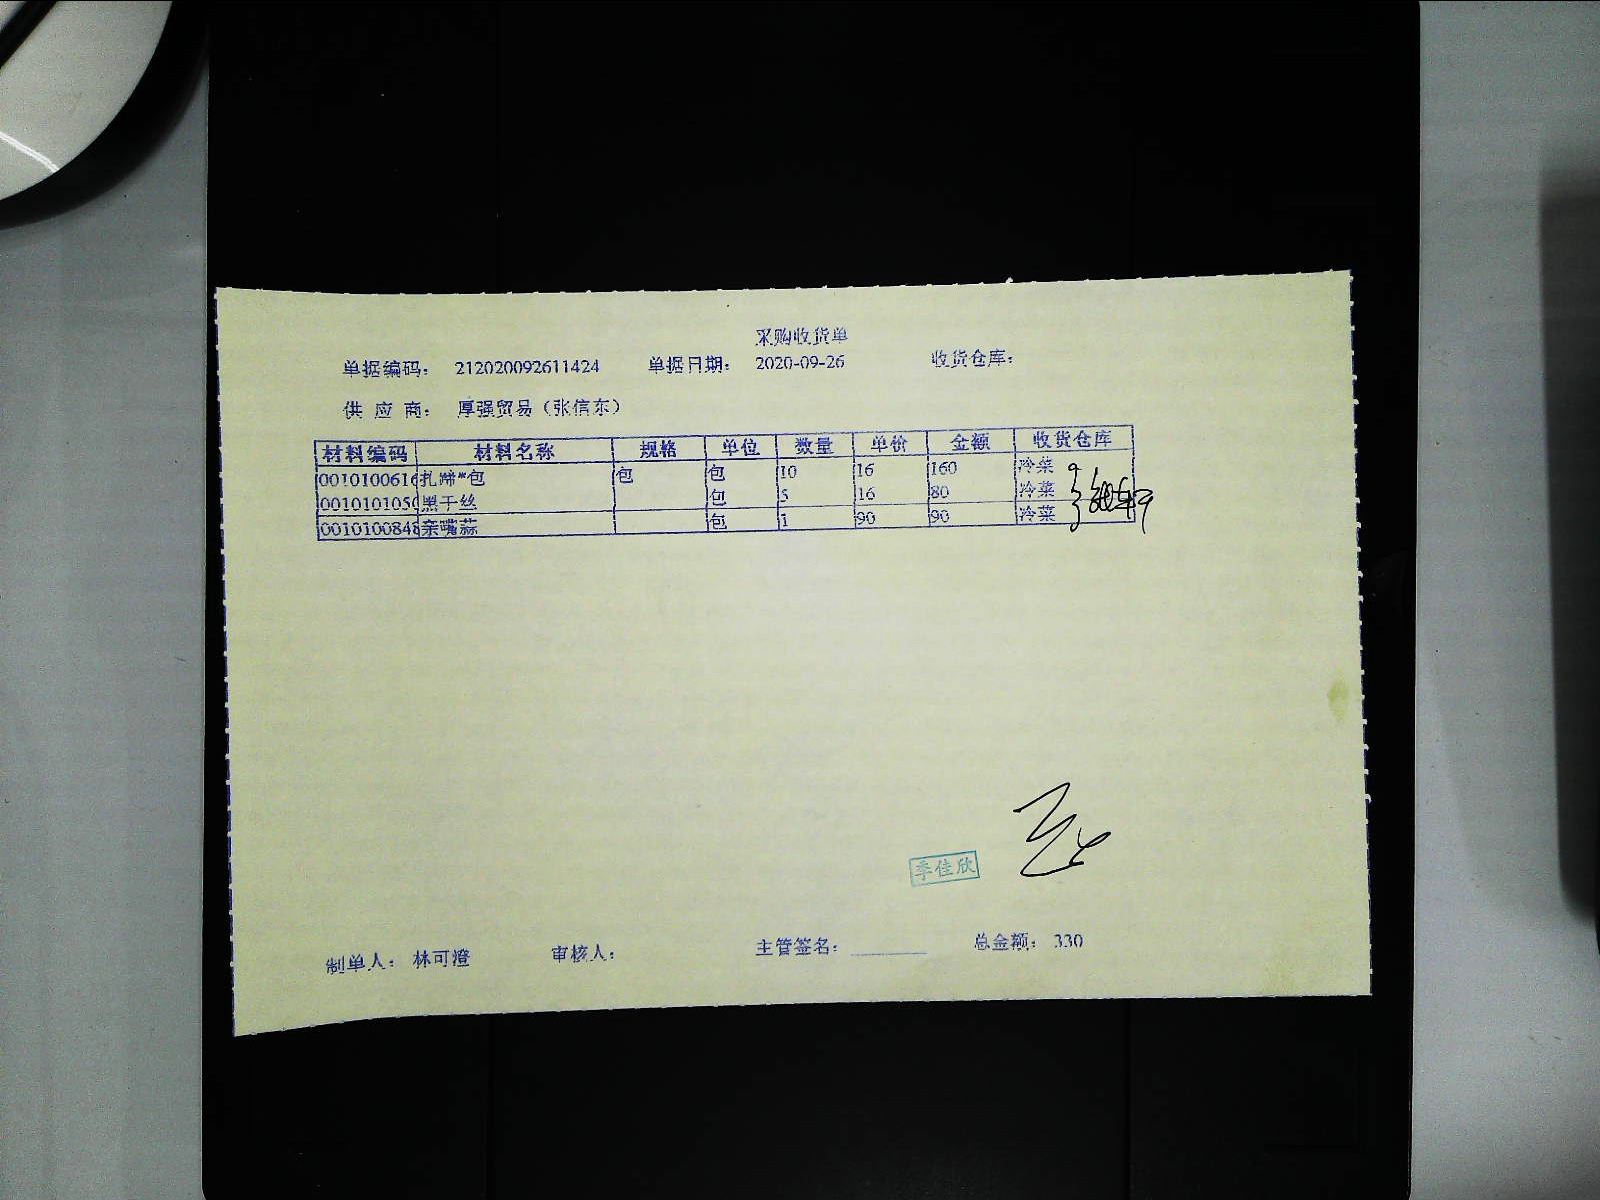 采购收货单
单据编码： 212020092611424 单据日期： 2020-09-26 收货仓库：
供 应 商： 厚强贸易（张信东）
材料编码 材料名称 规格 单位 数量 单价 金额 收货仓库
0010100616 扎蹄*包 包 包 10 16 160 冷菜
001010105 黑干丝 包 5 16 80 冷菜
0010100848 亲嘴蒜 包 1 90 90 冷菜
季佳欣
制单人： 林可澄 审核人： 主管签名： 总金额： 330